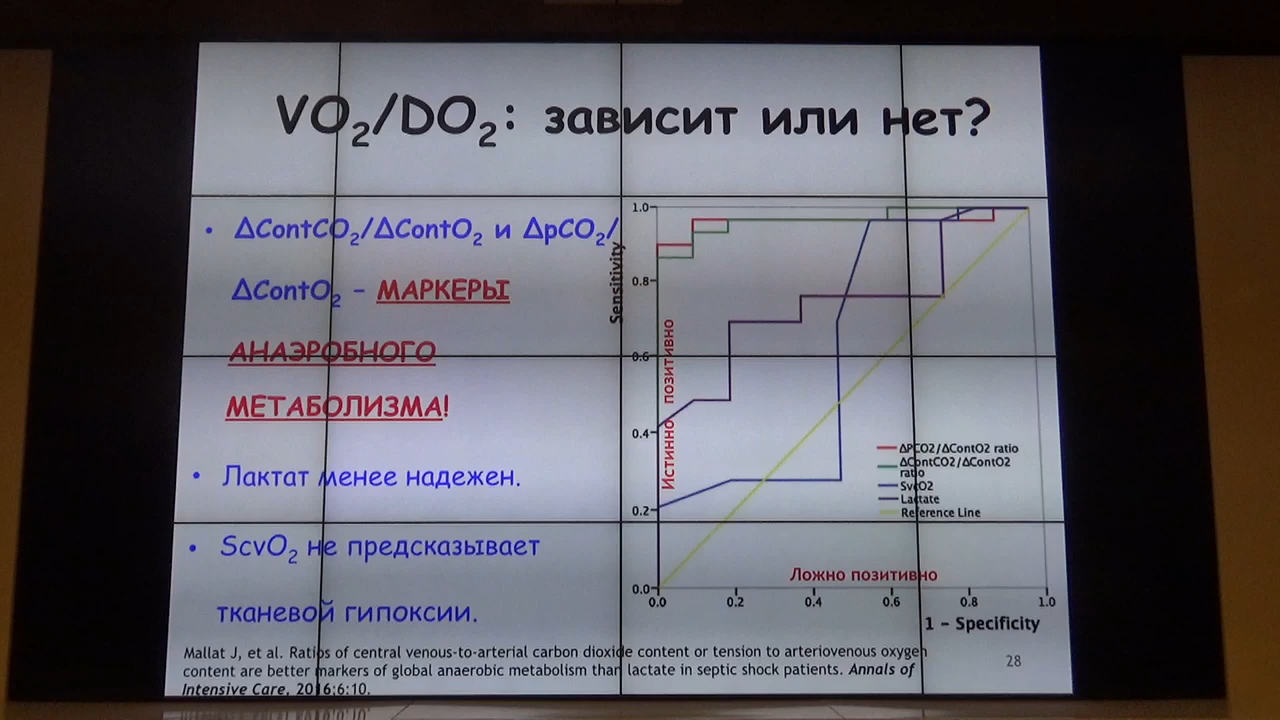 VO₂/DO₂: зависит или нет?
• ΔContCO₂/ΔContO₂ и ΔpCO₂/
ΔContO₂ – МАРКЕРЫ
АНАЭРОБНОГО
МЕТАБОЛИЗМА!
• Лактат менее надежен.
• ScvO₂ не предсказывает
тканевой гипоксии.
Sensitivity
1.0
0.8
0.6
0.4
0.2
0.0
Истинно позитивно
ΔPCO2/ΔContO2 ratio
ΔContCO2/ΔContO2
ratio
SvcO2
Lactate
Reference Line
Ложно позитивно
0.0 0.2 0.4 0.6 0.8 1.0
1 – Specificity
Mallat J, et al. Ratios of central venous-to-arterial carbon dioxide content or tension to arteriovenous oxygen
content are better markers of global anaerobic metabolism than lactate in septic shock patients. Annals of
Intensive Care, 2016;6:10.
28